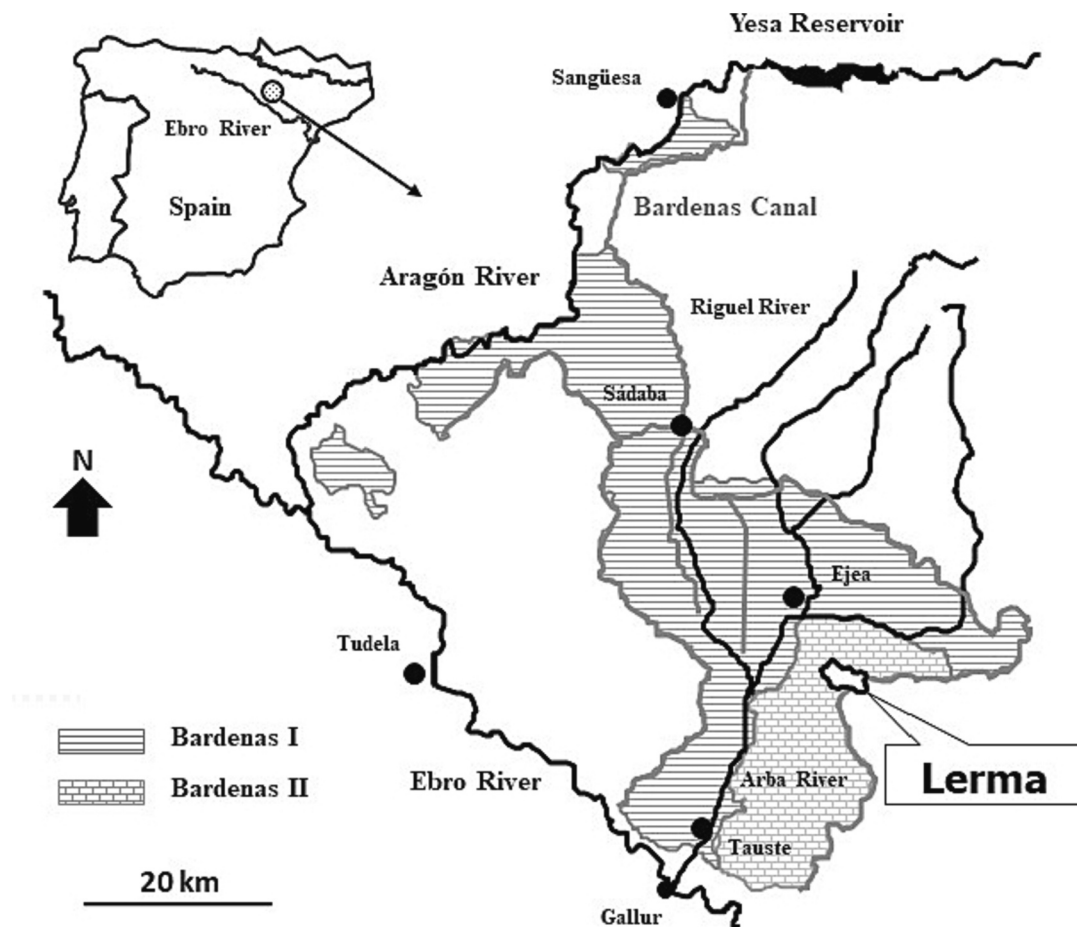 Yesa Reservoir
Sangüesa
Ebro River
Spain
Bardenas Canal
Aragón River
Riguel River
Sádaba
N
Ejea
Tudela
Bardenas I
Bardenas II
Ebro River
Arba River
Lerma
Tauste
20 km
Gallur